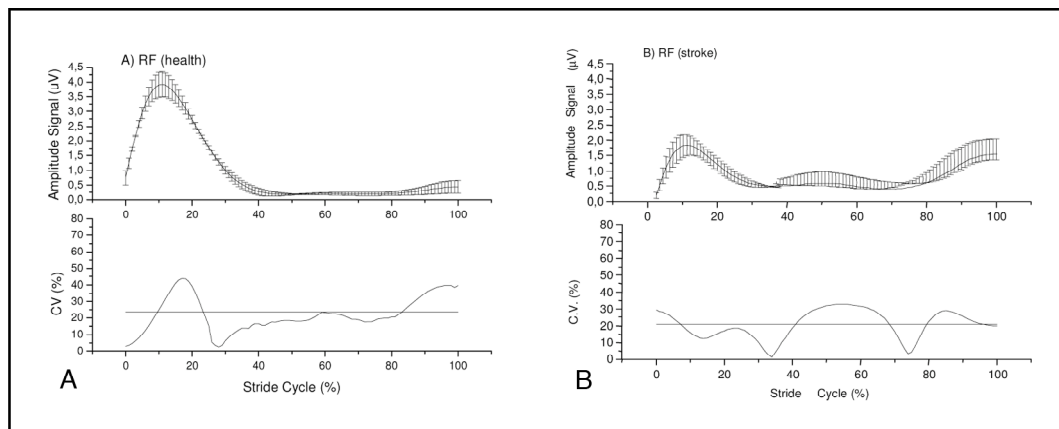 A) RF (health)
Amplitude Signal (µV)
4,5
4,0
3,5
3,0
2,5
2,0
1,5
1,0
0,5
0,0
0 20 40 60 80 100
CV (%)
80
70
60
50
40
30
20
10
0
0 20 40 60 80 100
Stride Cycle (%)
A
B) RF (stroke)
Amplitude Signal (µV)
4,5
4,0
3,5
3,0
2,5
2,0
1,5
1,0
0,5
0,0
0 20 40 60 80 100
C.V. (%)
80
70
60
50
40
30
20
10
0
0 20 40 60 80 100
Stride Cycle (%)
B